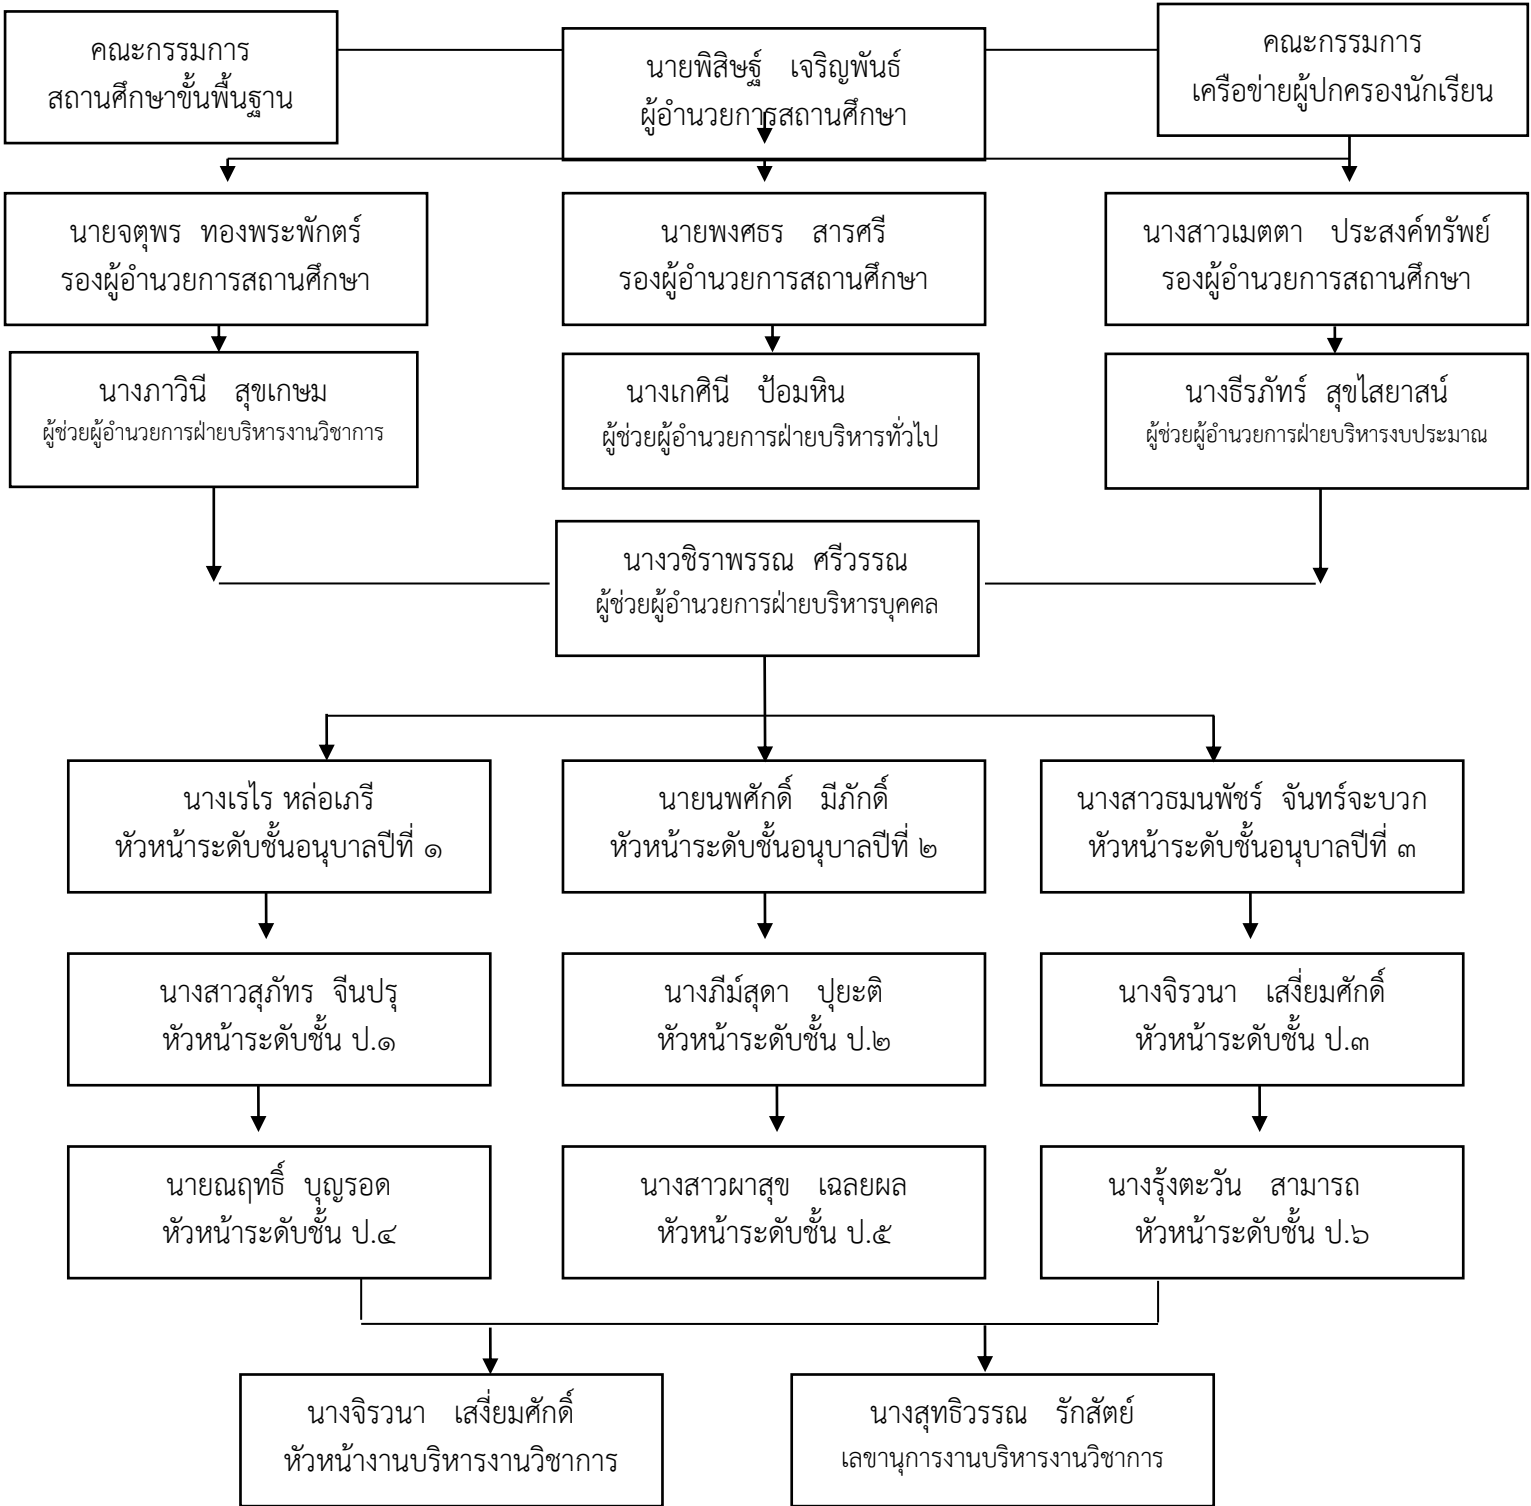 คณะกรรมการ
สถานศึกษาขั้นพื้นฐาน
นายพิสิษฐ์ เจริญพันธ์
ผู้อำนวยการสถานศึกษา
คณะกรรมการ
เครือข่ายผู้ปกครองนักเรียน
นายจตุพร ทองพระพักตร์
รองผู้อำนวยการสถานศึกษา
นายพงศธร สารศรี
รองผู้อำนวยการสถานศึกษา
นางสาวเมตตา ประสงค์ทรัพย์
รองผู้อำนวยการสถานศึกษา
นางภาวินี สุขเกษม
ผู้ช่วยผู้อำนวยการฝ่ายบริหารงานวิชาการ
นางเกศินี ป้อมหิน
ผู้ช่วยผู้อำนวยการฝ่ายบริหารทั่วไป
นางธีรภัทร์ สุขไสยาสน์
ผู้ช่วยผู้อำนวยการฝ่ายบริหารงบประมาณ
นางวชิราพรรณ ศรีวรรณ
ผู้ช่วยผู้อำนวยการฝ่ายบริหารบุคคล
นางเรไร หล่อเภรี
หัวหน้าระดับชั้นอนุบาลปีที่ ๑
นายนพศักดิ์ มีภักดิ์
หัวหน้าระดับชั้นอนุบาลปีที่ ๒
นางสาวธมนพัชร์ จันทร์จะบวก
หัวหน้าระดับชั้นอนุบาลปีที่ ๓
นางสาวสุภัทร จีนปรุ
หัวหน้าระดับชั้น ป.๑
นางภีม์สุดา ปุยะติ
หัวหน้าระดับชั้น ป.๒
นางจิรวนา เสงี่ยมศักดิ์
หัวหน้าระดับชั้น ป.๓
นายณฤทธิ์ บุญรอด
หัวหน้าระดับชั้น ป.๔
นางสาวผาสุข เฉลยผล
หัวหน้าระดับชั้น ป.๕
นางรุ้งตะวัน สามารถ
หัวหน้าระดับชั้น ป.๖
นางจิรวนา เสงี่ยมศักดิ์
หัวหน้างานบริหารงานวิชาการ
นางสุทธิวรรณ รักสัตย์
เลขานุการงานบริหารงานวิชาการ